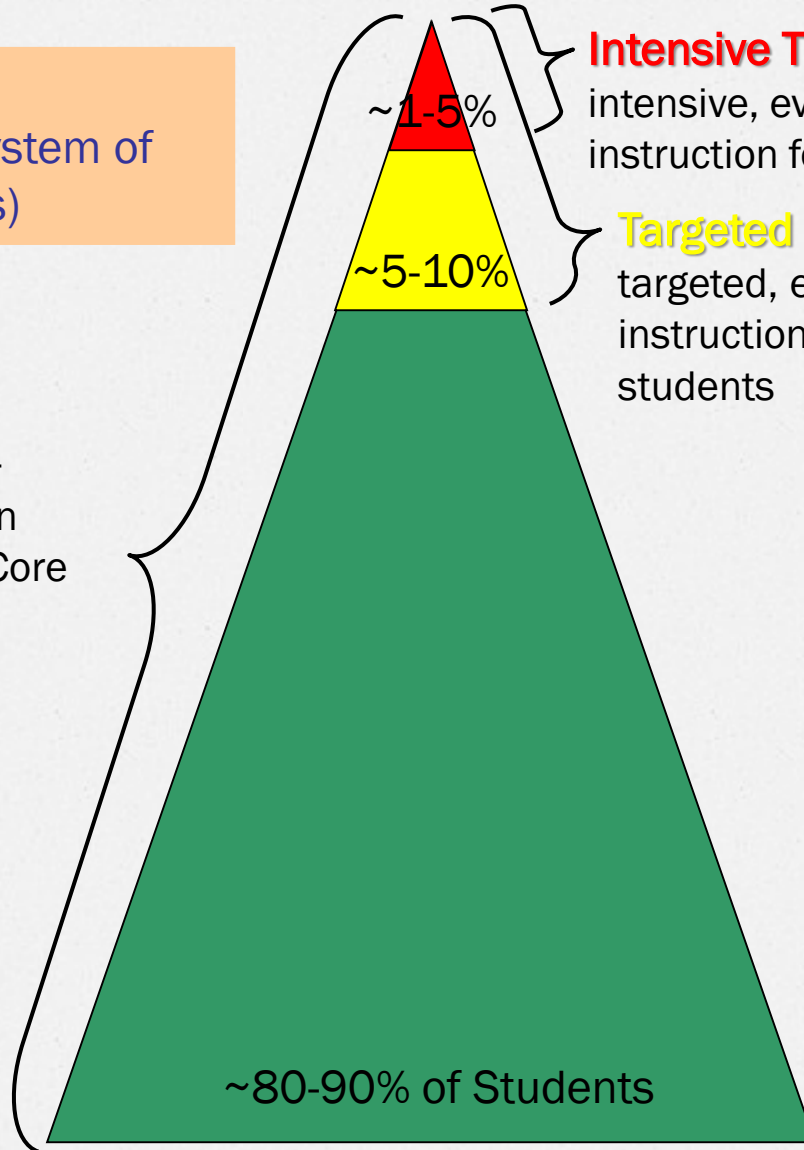 stem of
s)
n
Core
~1-5%
~5-10%
~80-90% of Students
Intensive T
intensive, ev
instruction fo
Targeted
targeted, e
instruction
students